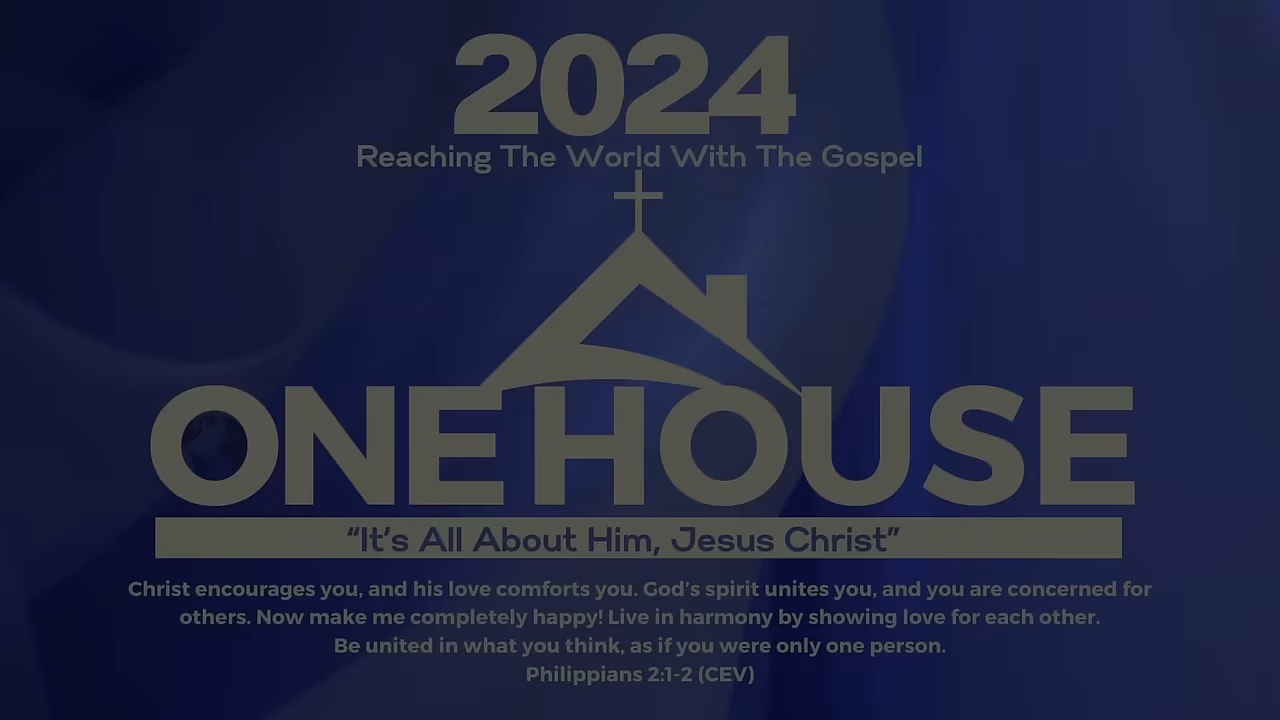 2024
Reaching The World With The Gospel
ONE HOUSE
“It’s All About Him, Jesus Christ”
Christ encourages you, and his love comforts you. God’s spirit unites you, and you are concerned for
others. Now make me completely happy! Live in harmony by showing love for each other.
Be united in what you think, as if you were only one person.
Philippians 2:1-2 (CEV)